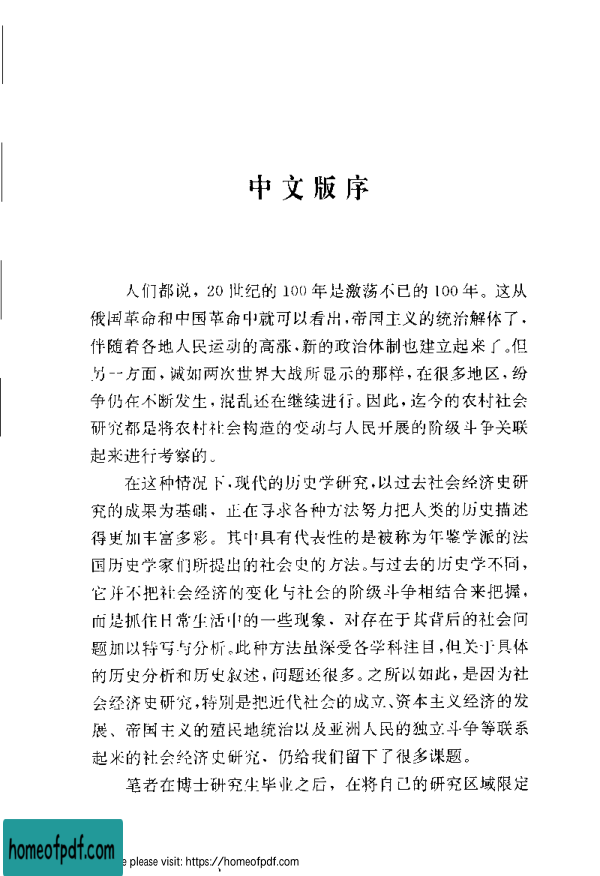 中文版序
人们都说，20世纪的100年是激荡不已的100年。这从
俄国革命和中国革命中就可以看出，帝国主义的统治解体了，
伴随着各地人民运动的高涨，新的政治体制也建立起来了。但
另一方面，诚如两次世界大战所显示的那样，在很多地区，纷
争仍在不断发生，混乱还在继续进行。因此，迄今的农村社会
研究都是将农村社会构造的变动与人民开展的阶级斗争关联
起来进行考察的。
在这种情况下，现代的历史学研究，以过去社会经济史研
究的成果为基础，正在寻求各种方法努力把人类的历史描述
得更加丰富多彩。其中具有代表性的是被称为年鉴学派的法
国历史学家们所提出的社会史的方法。与过去的历史学不同，
它并不把社会经济的变化与社会的阶级斗争相结合来把握，
而是抓住日常生活中的一些现象，对存在于其背后的社会问
题加以特写与分析。此种方法虽深受各学科注目，但关于具体
的历史分析和历史叙述，问题还很多。之所以如此，是因为社
会经济史研究，特别是把近代社会的成立、资本主义经济的发
展、帝国主义的殖民地统治以及亚洲人民的独立斗争等联系
起来的社会经济史研究，仍给我们留下了很多课题。
笔者在博士研究生毕业之后，在将自己的研究区域限定
homeofpdf.com
e please visit: https://homeofpdf.com